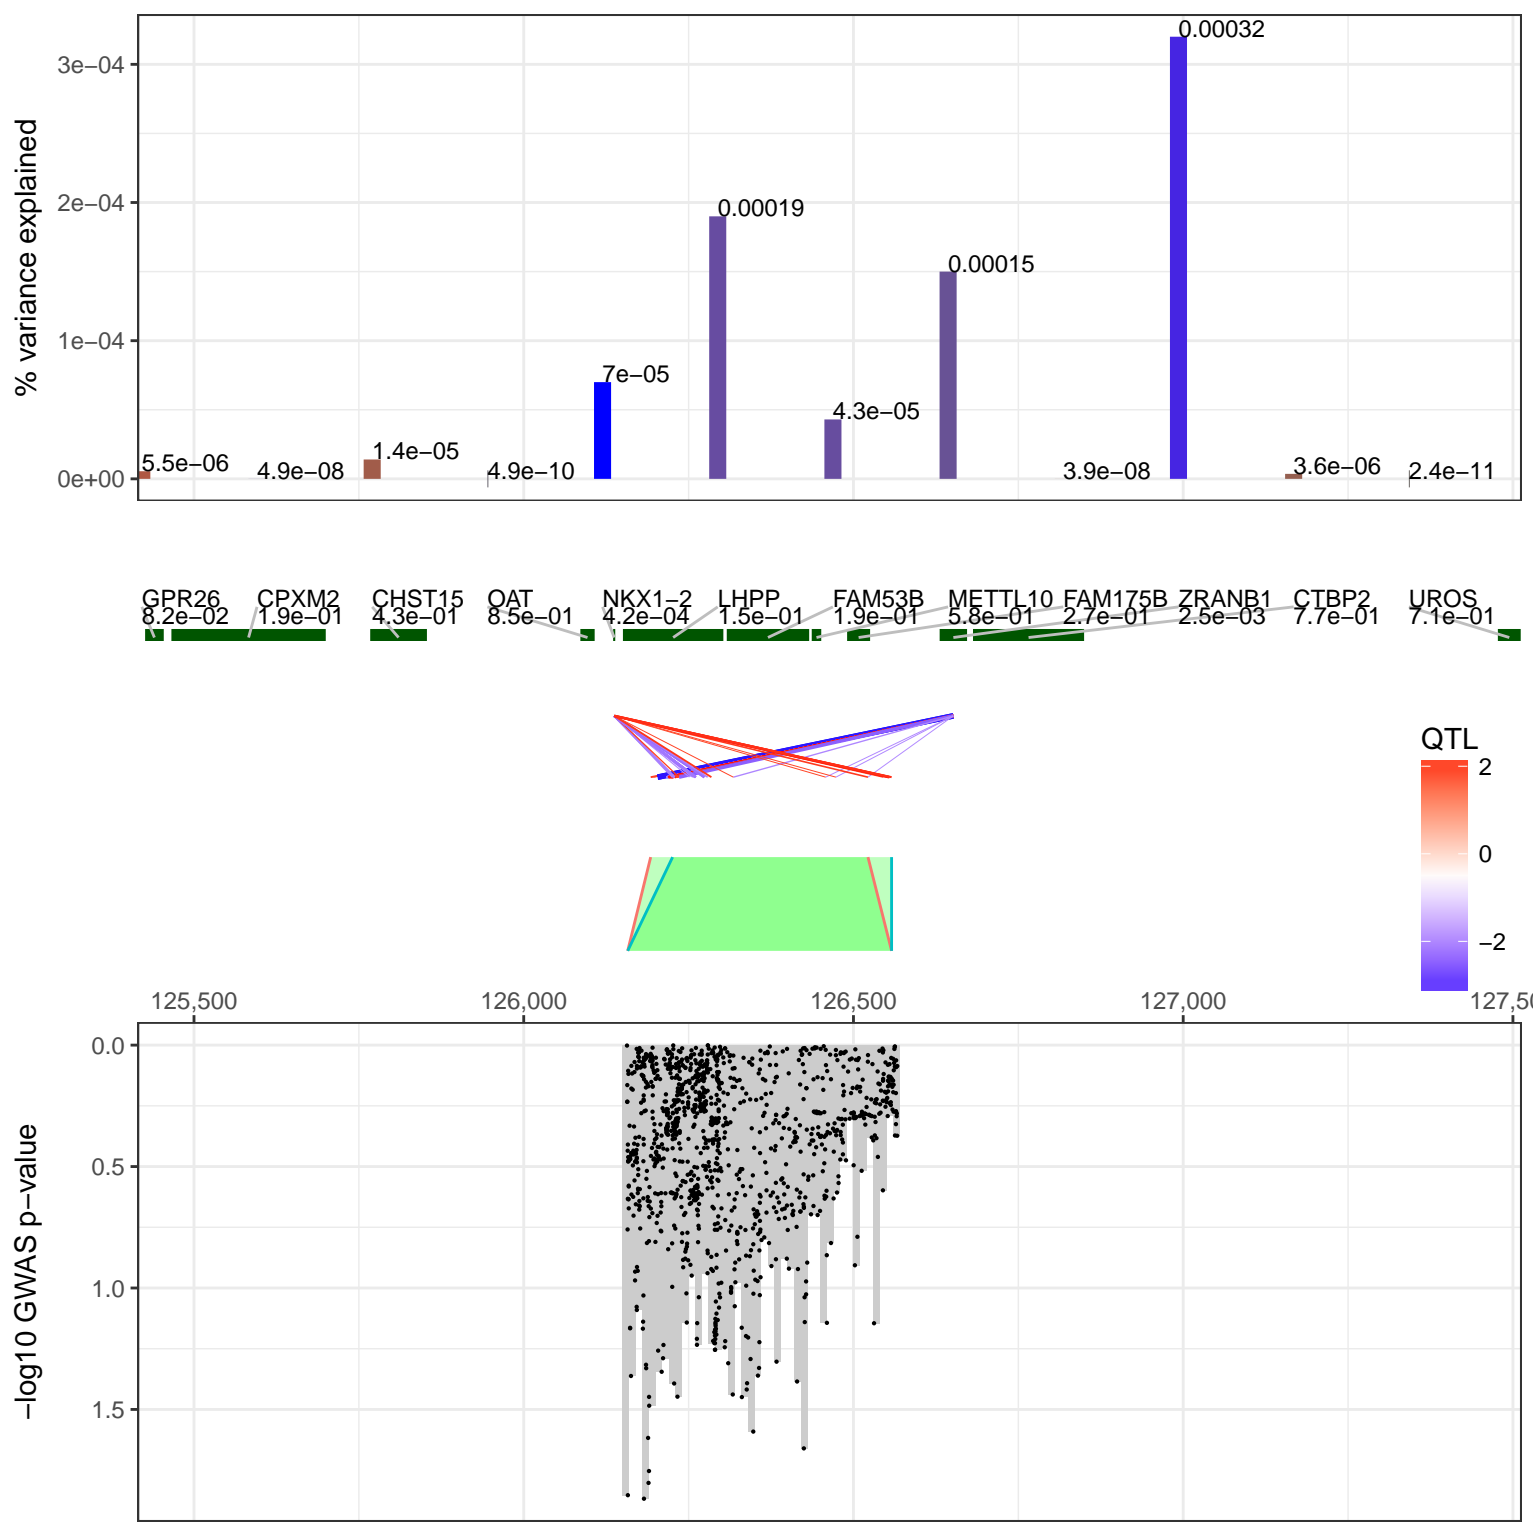 0.00032
3e−04
% variance explained
2e−04
0.00019
0.00015
1e−04
7e−05
4.3e−05
0e+00
5.5e−06 4.9e−08 1.4e−05 4.9e−10 3.9e−08 3.6e−06 2.4e−11
GPR26 CPXM2 CHST15 OAT NKX1−2 LHPP FAM53B METTL10 FAM175B ZRANB1 CTBP2 UROS
8.2e−02 1.9e−01 4.3e−01 8.5e−01 4.2e−04 1.5e−01 1.9e−01 5.8e−01 2.7e−01 2.5e−03 7.7e−01 7.1e−01
QTL
2
0
−2
125,500 126,000 126,500 127,000 127,5
0.0
0.5
−log10 GWAS p−value
1.0
1.5